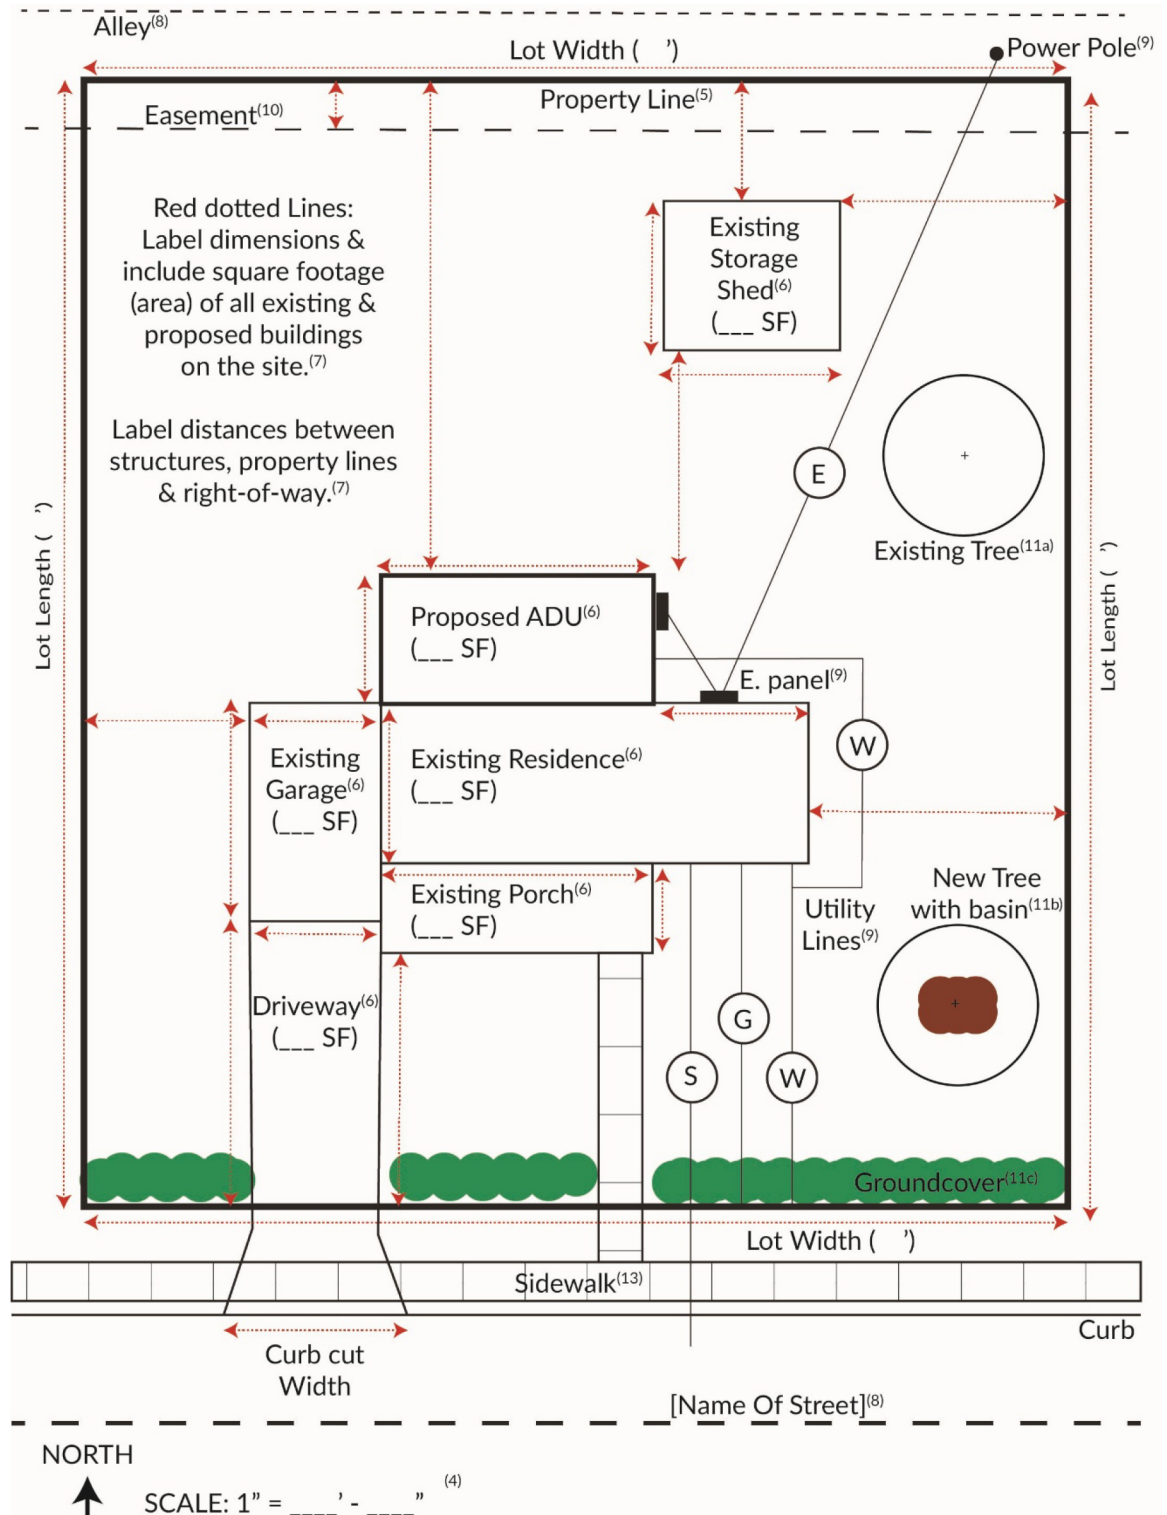 Alley(8)
Lot Width (    ’)
Power Pole(9)
Easement(10)
Property Line(5)
Red dotted Lines:
Label dimensions &
include square footage
(area) of all existing &
proposed buildings
on the site.(7)
Label distances between
structures, property lines
& right-of-way.(7)
Existing
Storage
Shed(6)
(___ SF)
E
Existing Tree(11a)
Lot Length (    ’)
Lot Length (    ’)
Proposed ADU(6)
(___ SF)
E. panel(9)
W
Existing
Garage(6)
(___ SF)
Existing Residence(6)
(___ SF)
Existing Porch(6)
(___ SF)
Utility
Lines(9)
New Tree
with basin(11b)
Driveway(6)
(___ SF)
G
S
W
Groundcover(11c)
Lot Width (    ’)
Sidewalk(13)
Curb
Curb cut
Width
[Name Of Street](8)
NORTH
SCALE: 1” = ____’ - ____” (4)